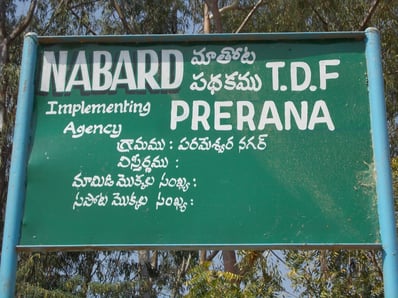 NABARD మాతోట పథకము T.D.F
Implementing Agency PRERANA
గ్రామము : పరమేశ్వర నగర్
విస్తీర్ణము :
మామిడి మొక్కల సంఖ్య :
సపోట మొక్కల సంఖ్య :